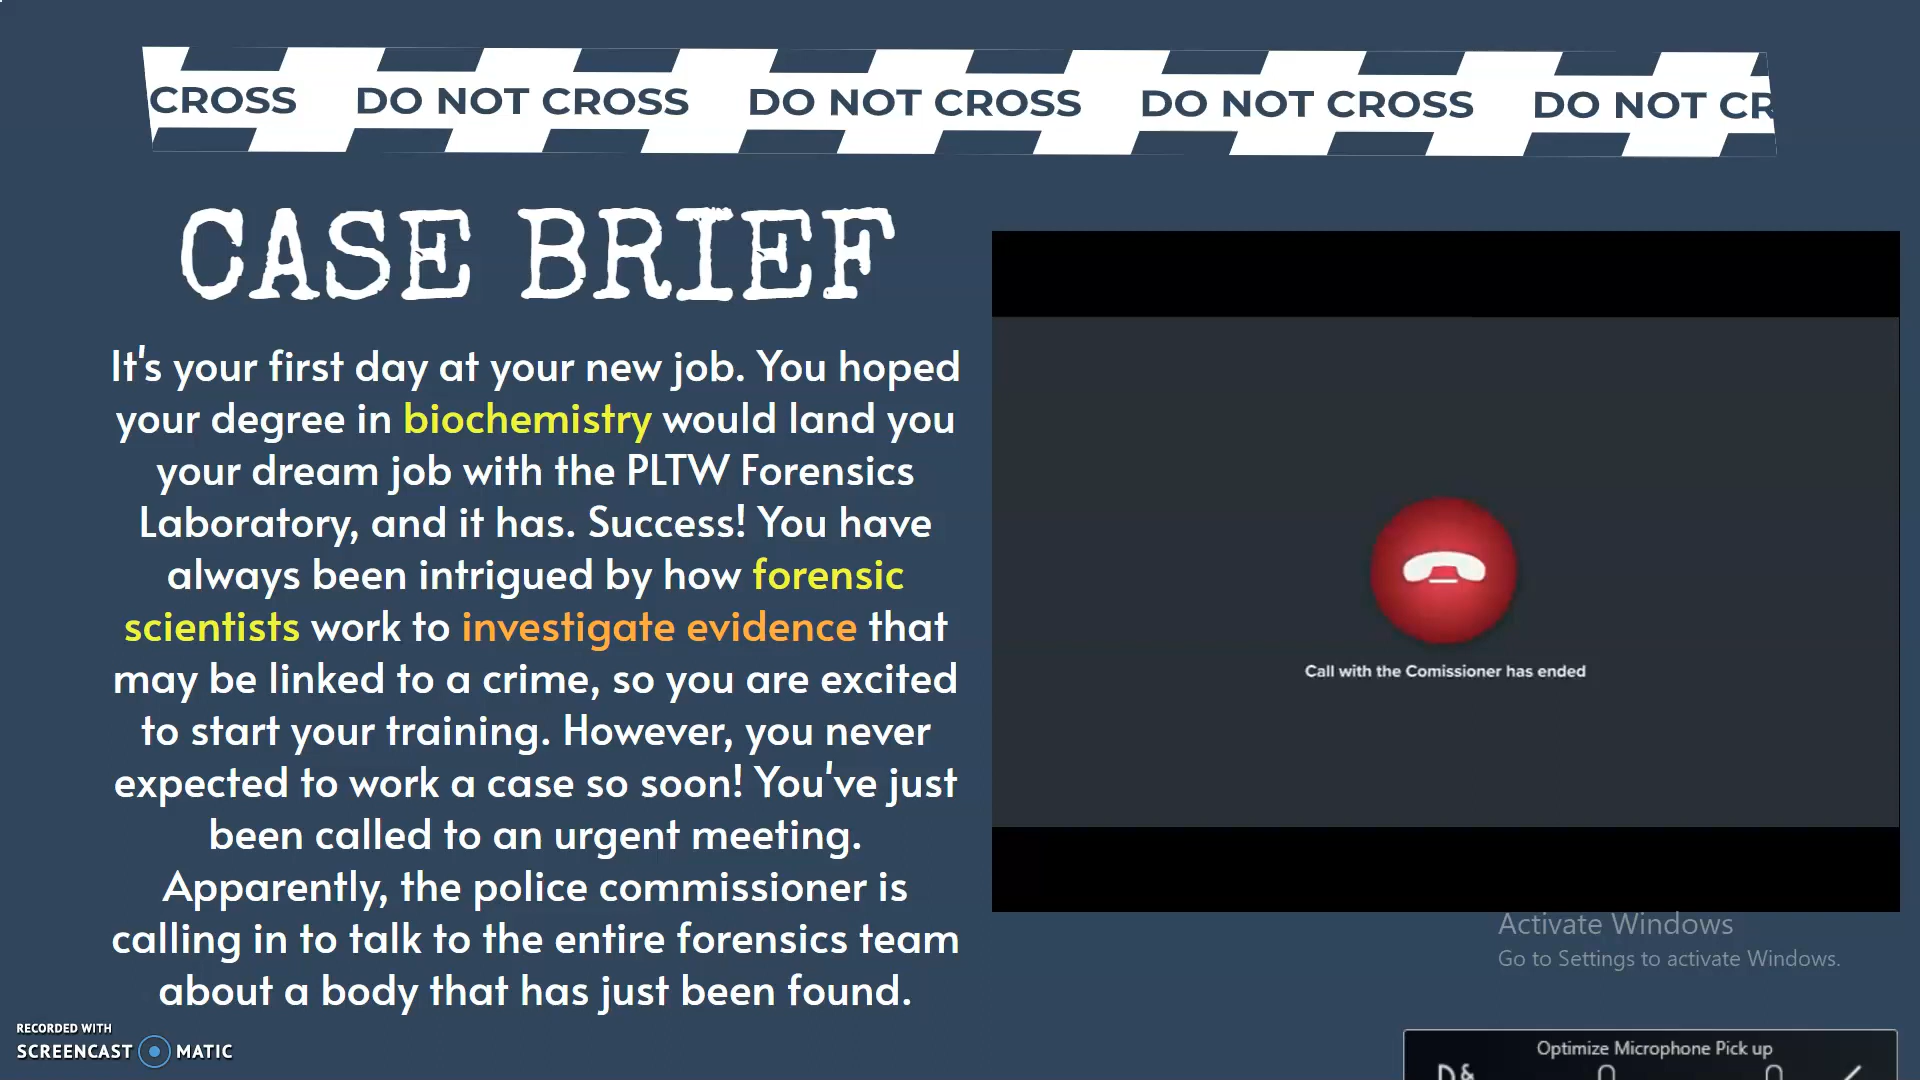 CROSS DO NOT CROSS DO NOT CROSS DO NOT CROSS DO NOT CR
CASE BRIEF
It's your first day at your new job. You hoped
your degree in biochemistry would land you
your dream job with the PLTW Forensics
Laboratory, and it has. Success! You have
always been intrigued by how forensic
scientists work to investigate evidence that
may be linked to a crime, so you are excited
to start your training. However, you never
expected to work a case so soon! You've just
been called to an urgent meeting.
Apparently, the police commissioner is
calling in to talk to the entire forensics team
about a body that has just been found.
Call with the Comissioner has ended
Activate Windows
Go to Settings to activate Windows.
RECORDED WITH
SCREENCAST MATIC
Optimize Microphone Pick up